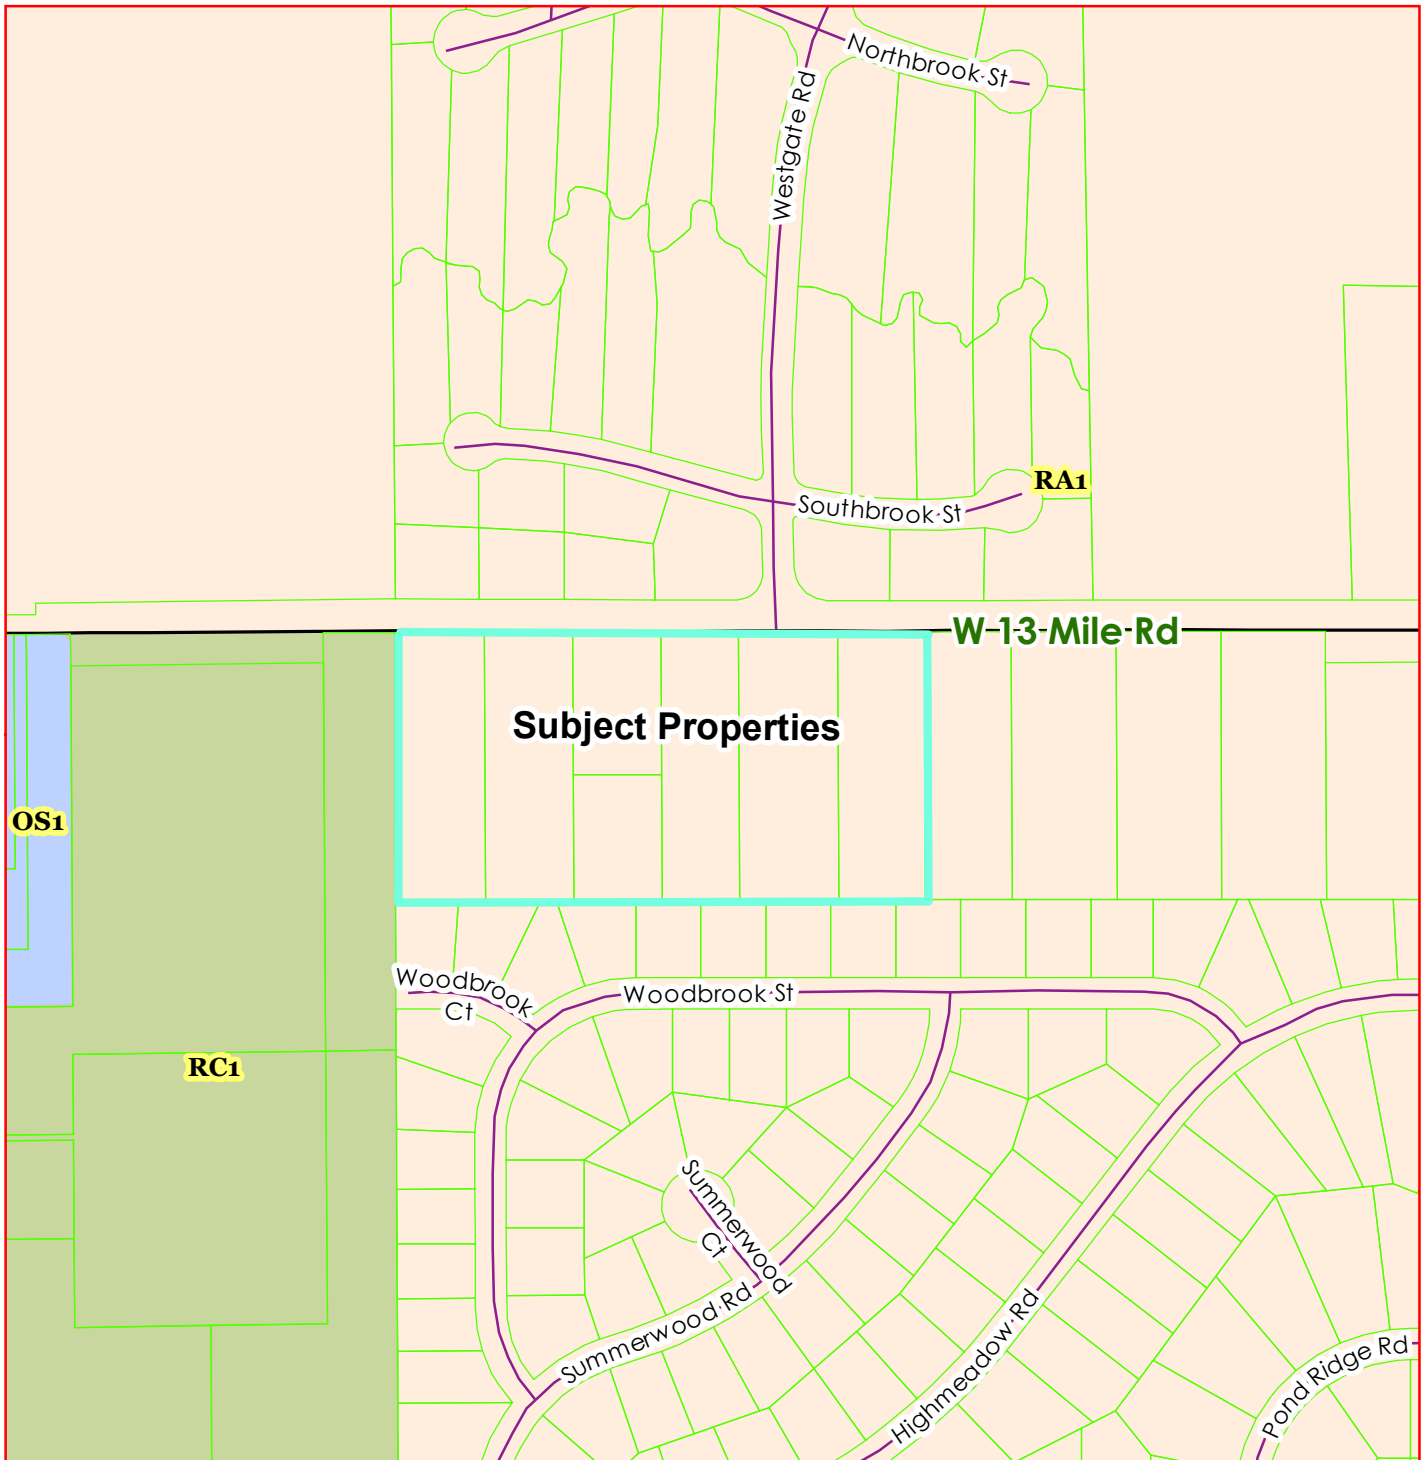 Northbrook St
Westgate Rd
RA1
Southbrook St
W 13 Mile Rd
Subject Properties
OS1
Woodbrook
Ct
Woodbrook St
RC1
Summerwood
Ct
Summerwood Rd
Highmeadow Rd
Pond Ridge Rd